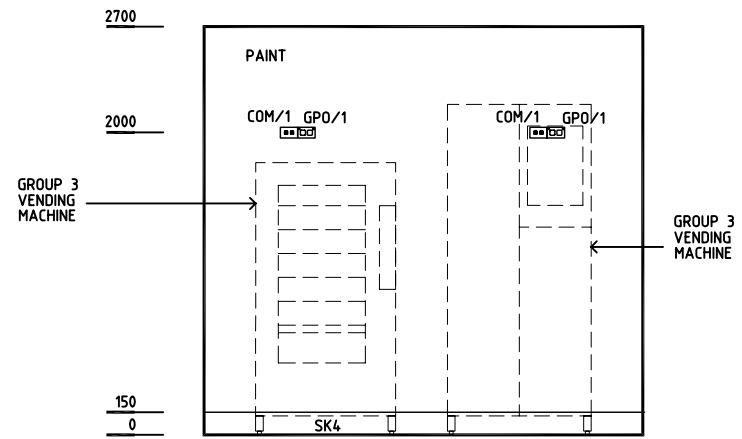 2700
PAINT
COM/1 GPO/1
COM/1 GPO/1
2000
GROUP 3
VENDING
MACHINE
GROUP 3
VENDING
MACHINE
150
0
SK4